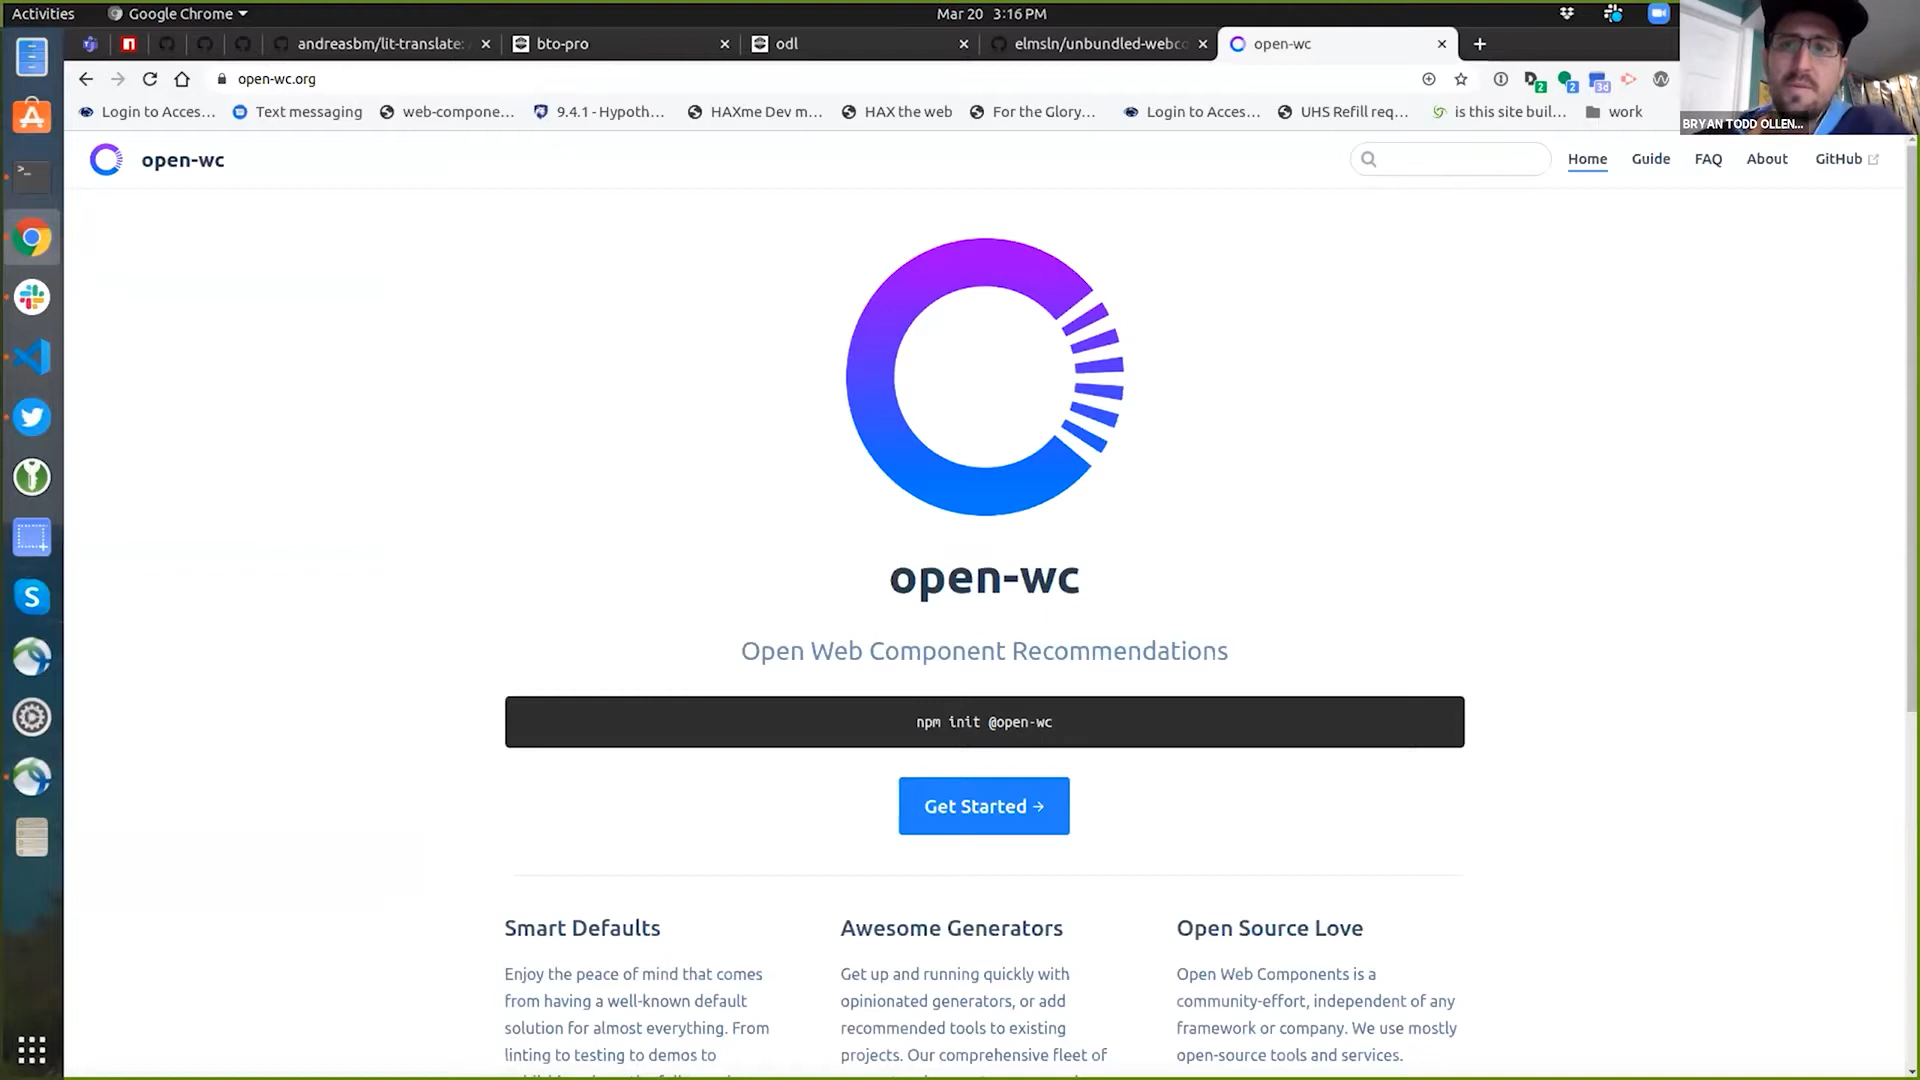 Activities
Google Chrome
Mar 20 3:16 PM
andreasbm/lit-translate:
bto-pro
odl
elmsln/unbundled-webco
open-wc
open-wc.org
2
2
3d
Login to Acces...
Text messaging
web-compone...
9.4.1 - Hypoth...
HAXme Dev m...
HAX the web
For the Glory...
Login to Acces...
UHS Refill req...
is this site buil...
work
BRYAN TODD OLLEN...
open-wc
Home
Guide
FAQ
About
GitHub
open-wc
Open Web Component Recommendations
npm init @open-wc
Get Started →
Smart Defaults
Enjoy the peace of mind that comes
from having a well-known default
solution for almost everything. From
linting to testing to demos to
Awesome Generators
Get up and running quickly with
opinionated generators, or add
recommended tools to existing
projects. Our comprehensive fleet of
Open Source Love
Open Web Components is a
community-effort, independent of any
framework or company. We use mostly
open-source tools and services.